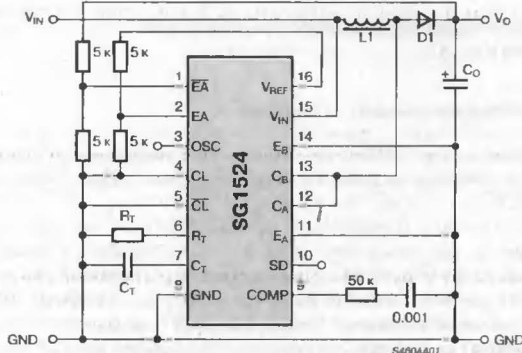 VIN
L1
D1
VO
5 K
5 K
5 K
5 K
+
CO
SG1524
1 EA
2 EA
3 OSC
4 CL
5 CL
6 RT
7 CT
8 GND
VREF 16
VIN 15
EB 14
CB 13
CA 12
EA 11
SD 10
COMP 9
RT
CT
50 K
0.001
GND
GND